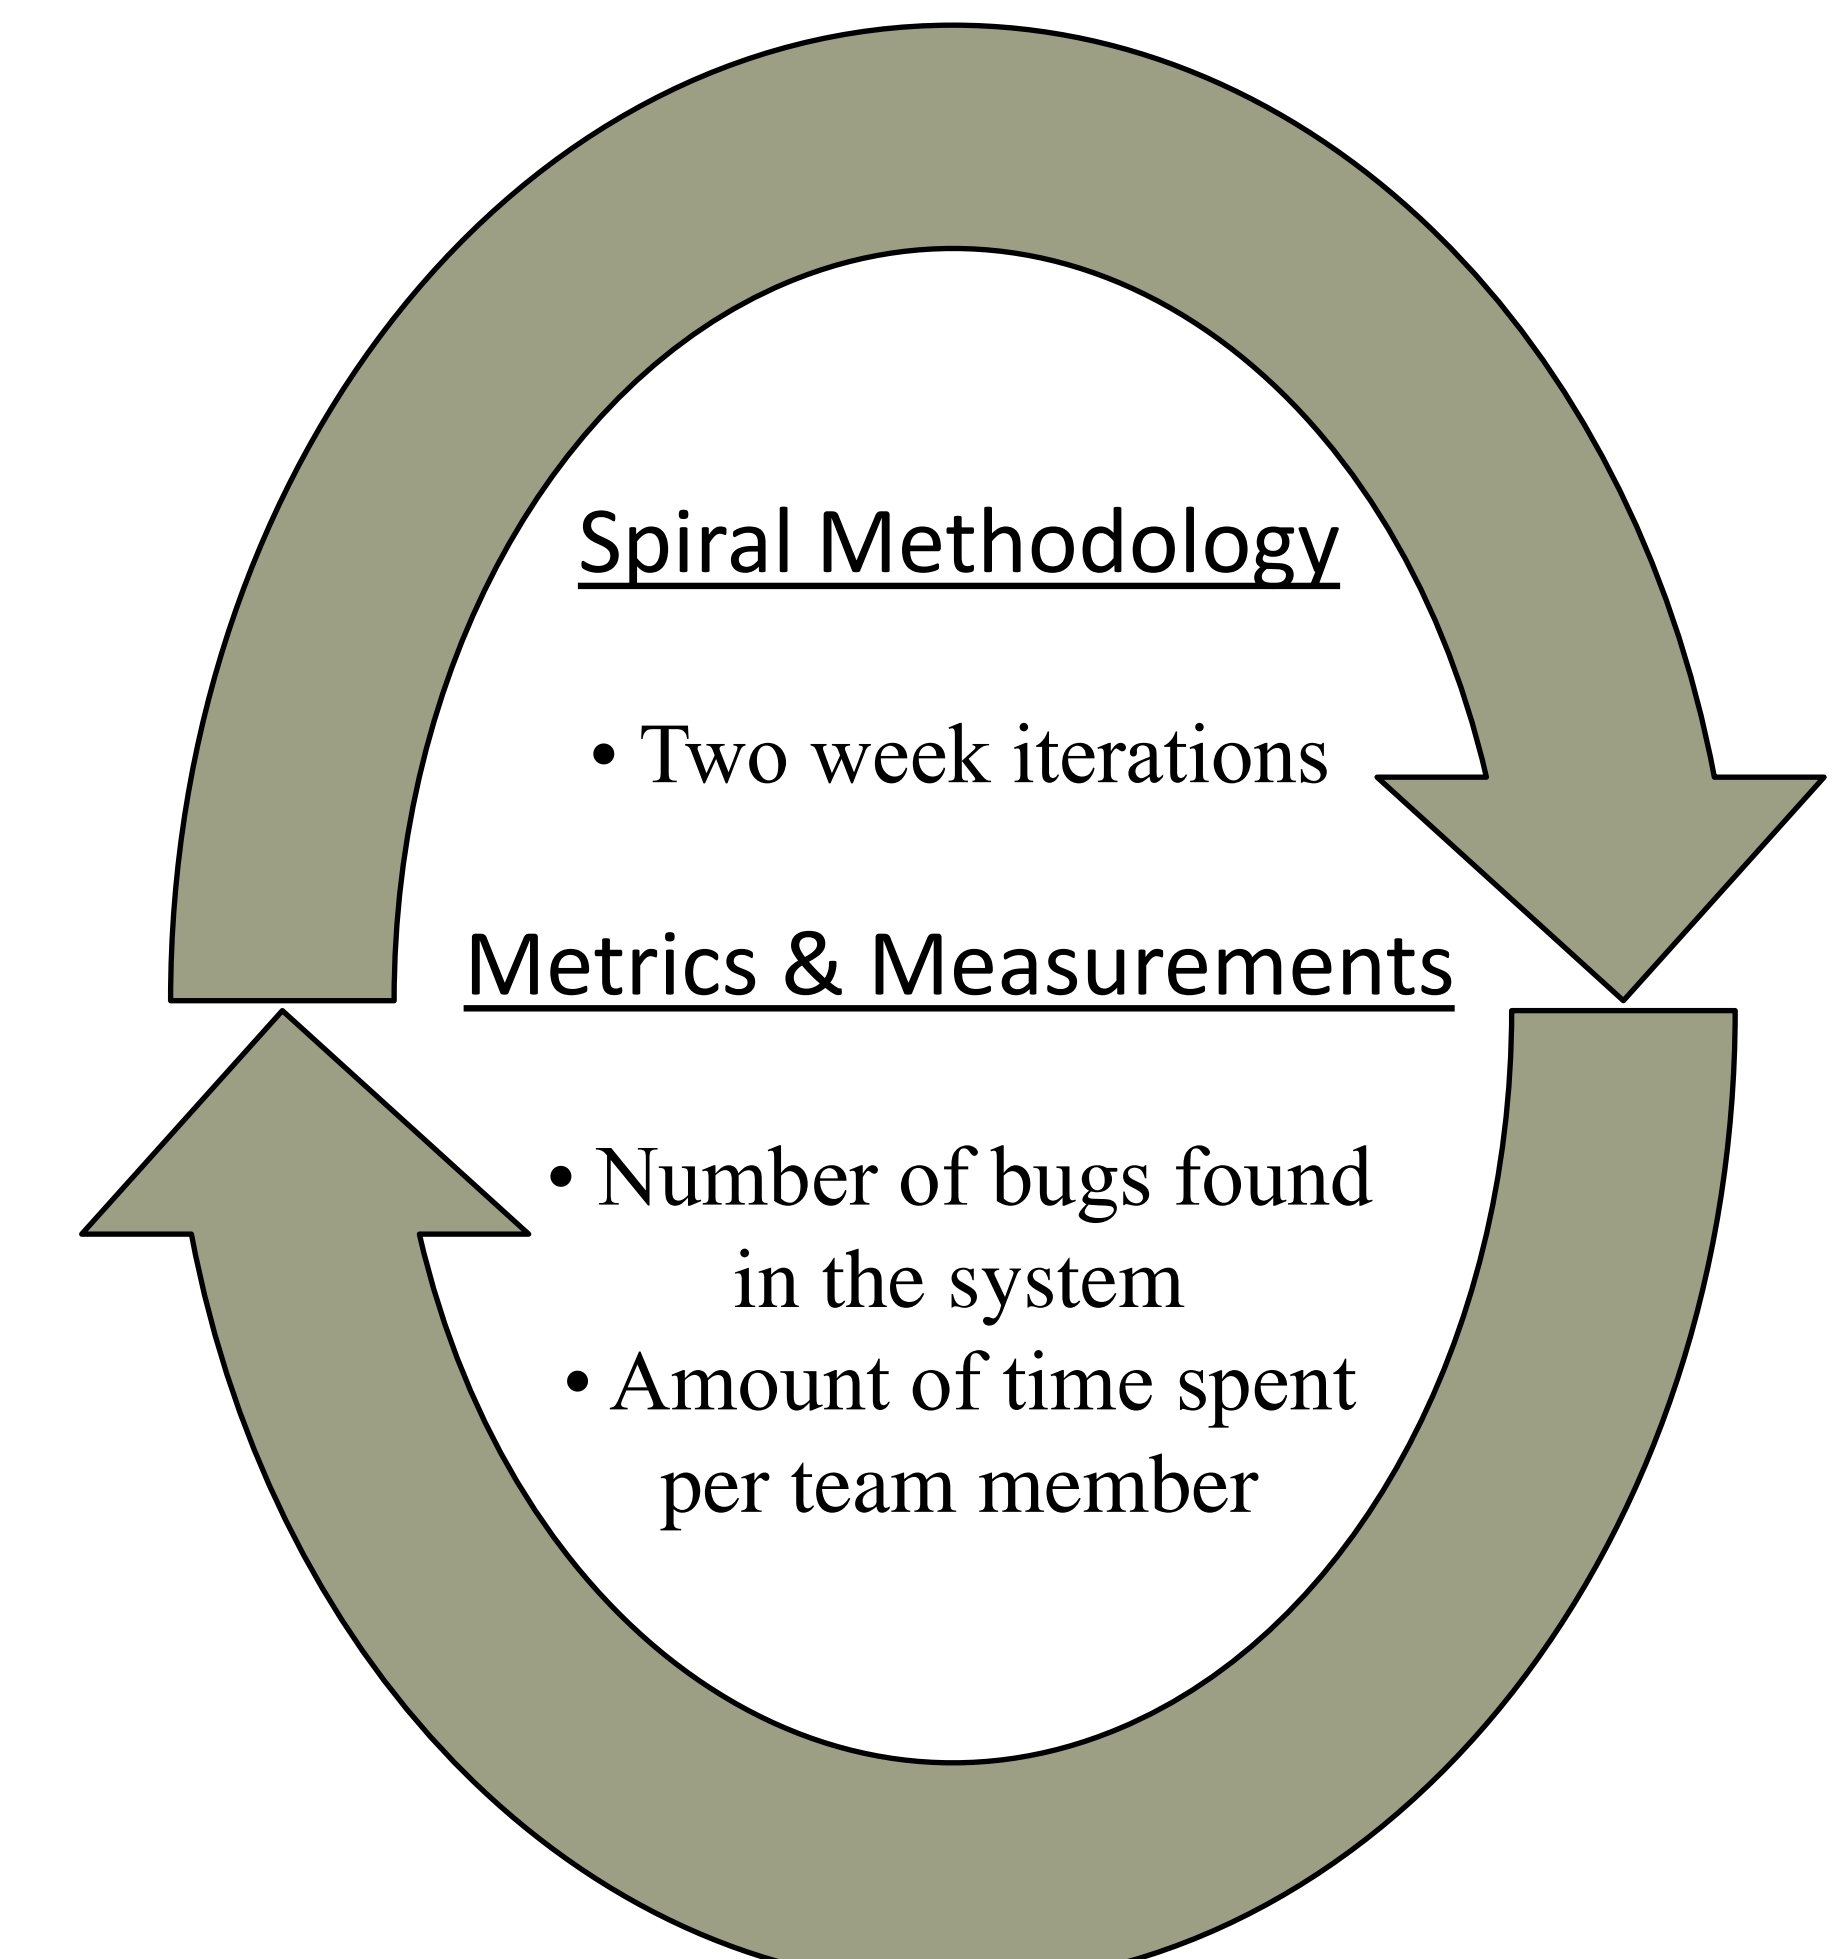 Spiral Methodology
• Two week iterations
Metrics & Measurements
• Number of bugs found
in the system
• Amount of time spent
per team member